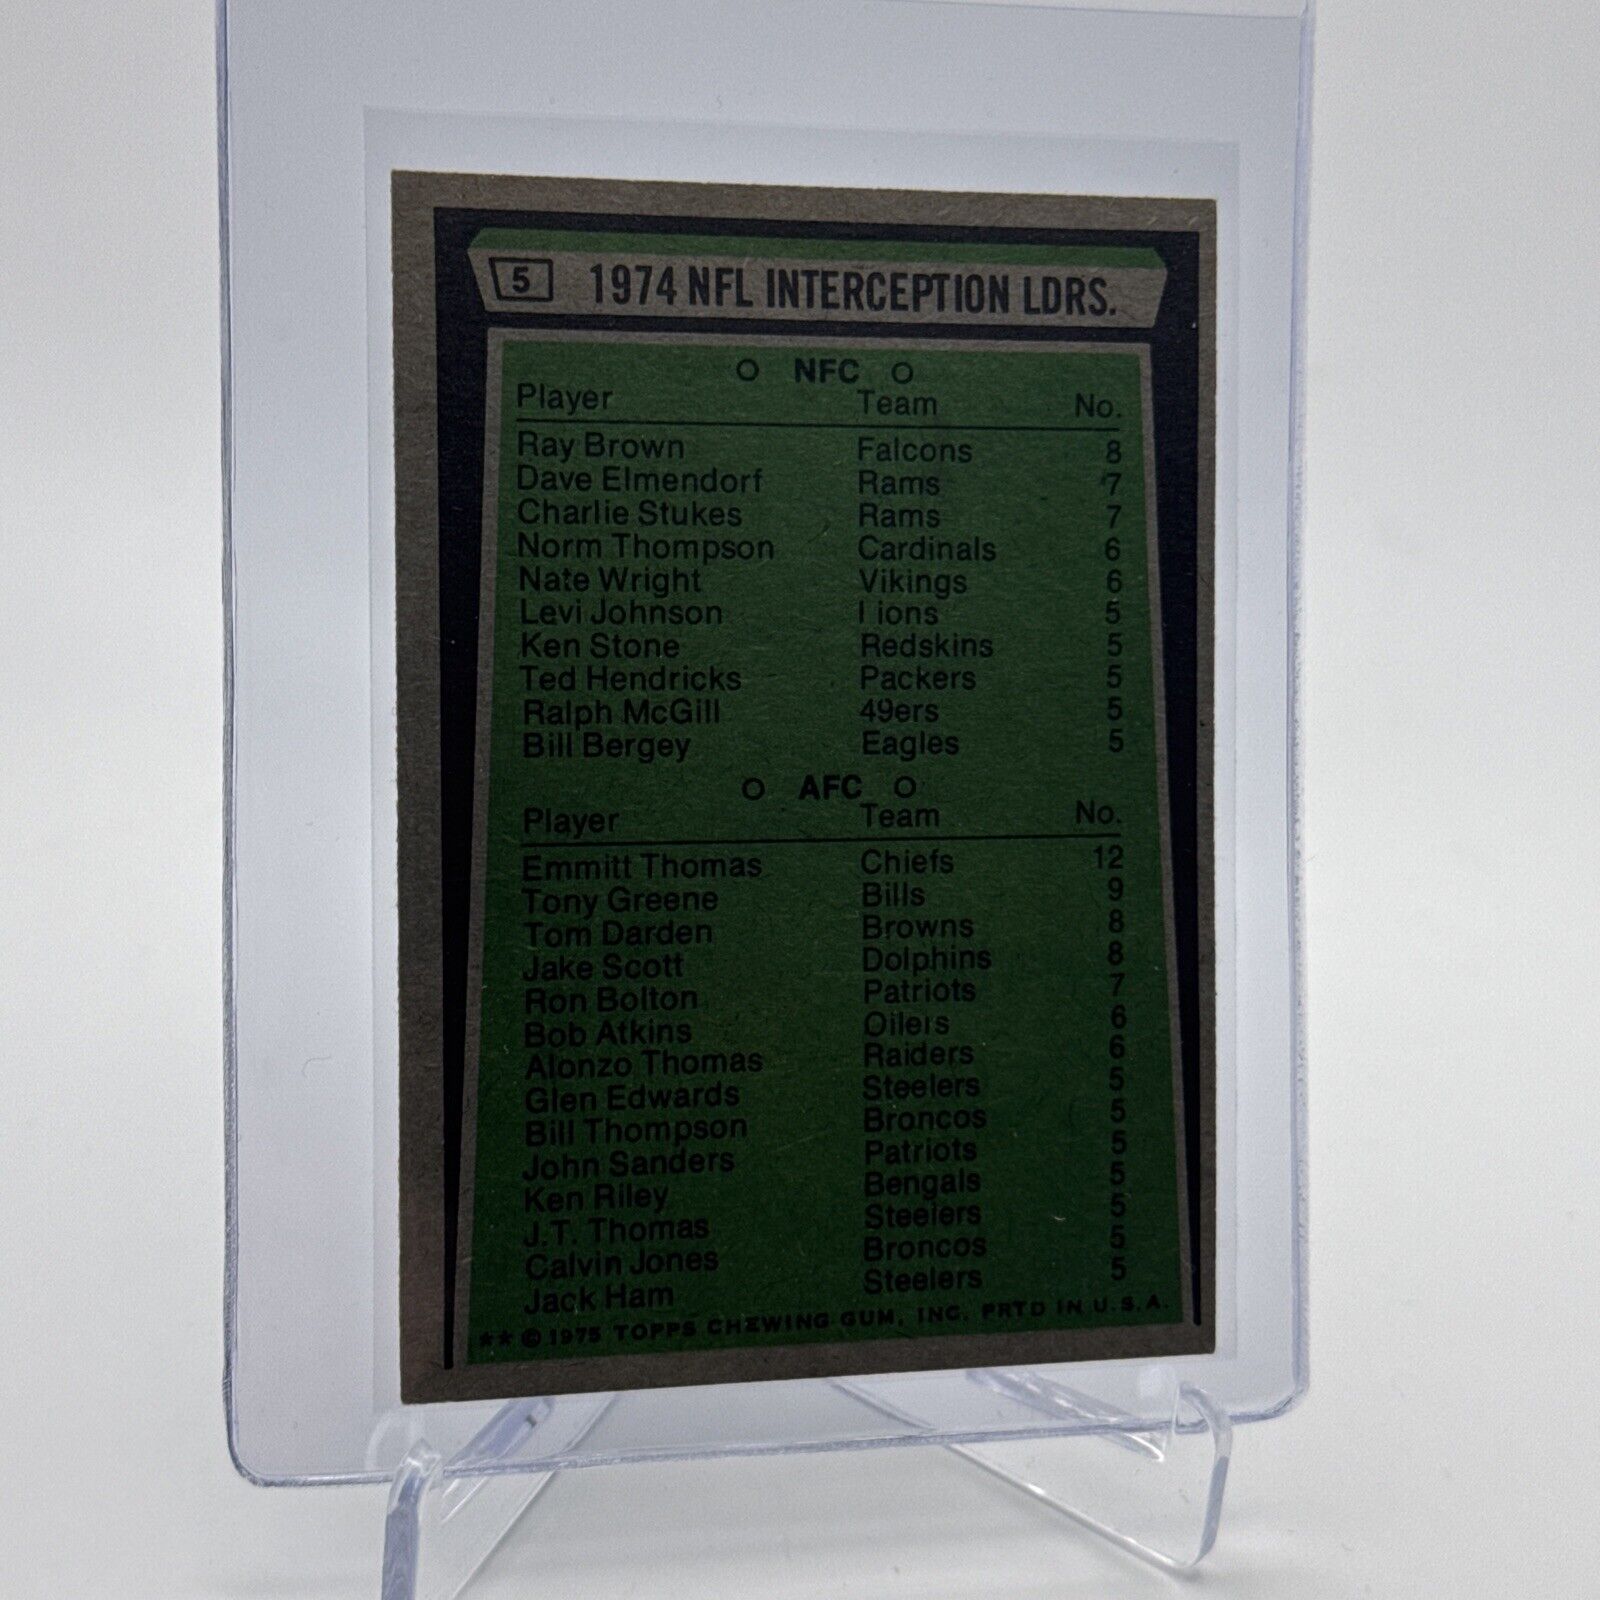 5 1974 NFL INTERCEPTION LDRS.
NFC
Player Team No.
Ray Brown Falcons 8
Dave Elmendorf Rams 7
Charlie Stukes Rams 7
Norm Thompson Cardinals 6
Nate Wright Vikings 6
Levi Johnson Lions 5
Ken Stone Redskins 5
Ted Hendricks Packers 5
Ralph McGill 49ers 5
Bill Bergey Eagles 5
AFC
Player Team No.
Emmitt Thomas Chiefs 12
Tony Greene Bills 9
Tom Darden Browns 8
Jake Scott Dolphins 8
Ron Bolton Patriots 7
Bob Atkins Oilers 6
Alonzo Thomas Raiders 6
Glen Edwards Steelers 5
Bill Thompson Broncos 5
John Sanders Patriots 5
Ken Riley Bengals 5
J.T. Thomas Steelers 5
Calvin Jones Broncos 5
Jack Ham Steelers 5
★★ © 1975 TOPPS CHEWING GUM, INC. PRTD IN U.S.A.